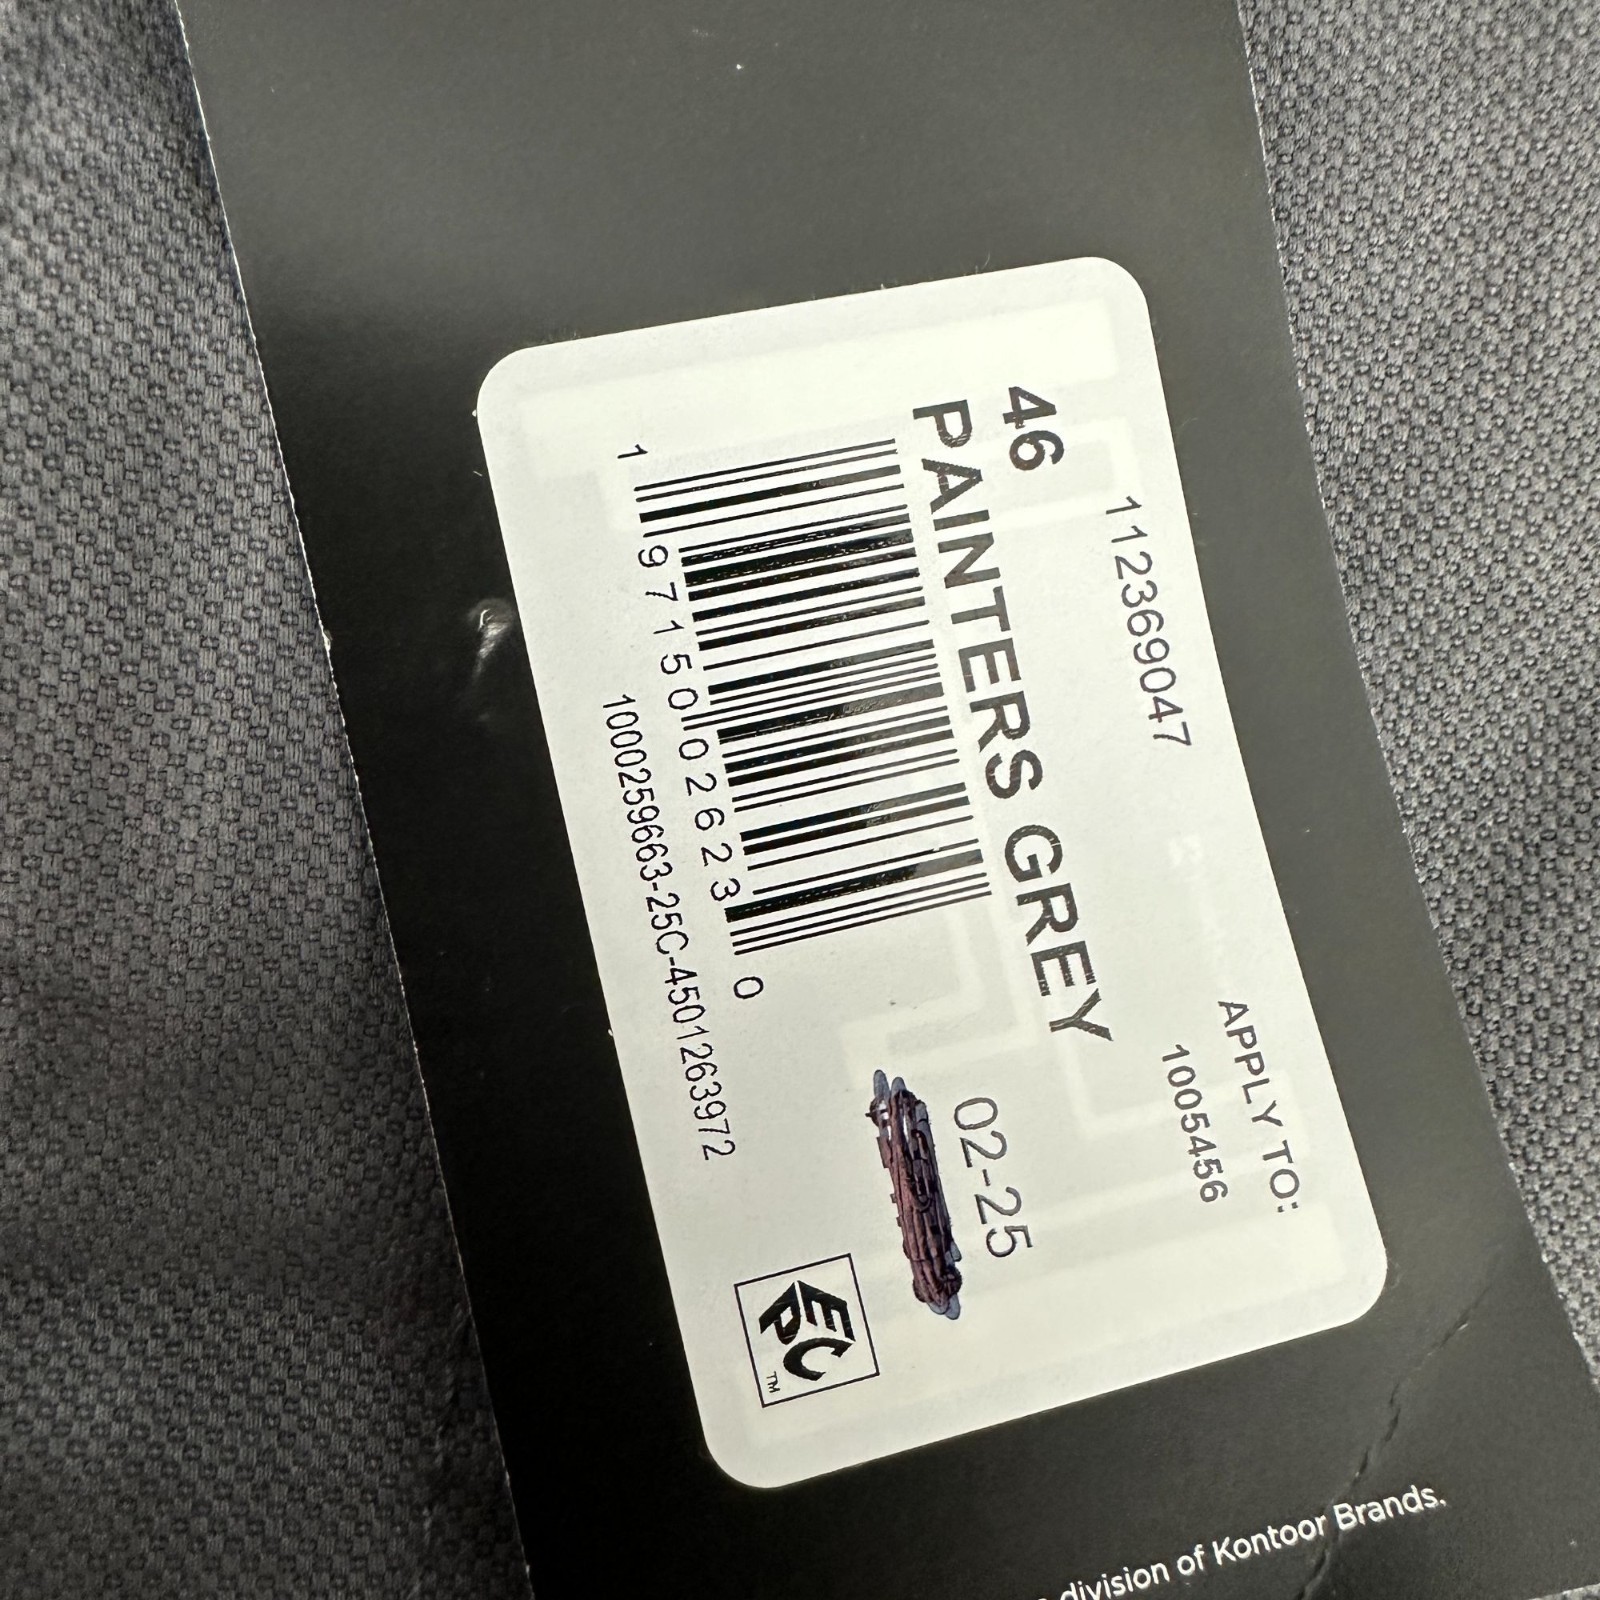 APPLY TO:
112369047
1005456
46
PAINTERS GREY
02-25
1 97150 02623 0
1000259663-25C-4501263972
EPC™
division of Kontoor Brands.